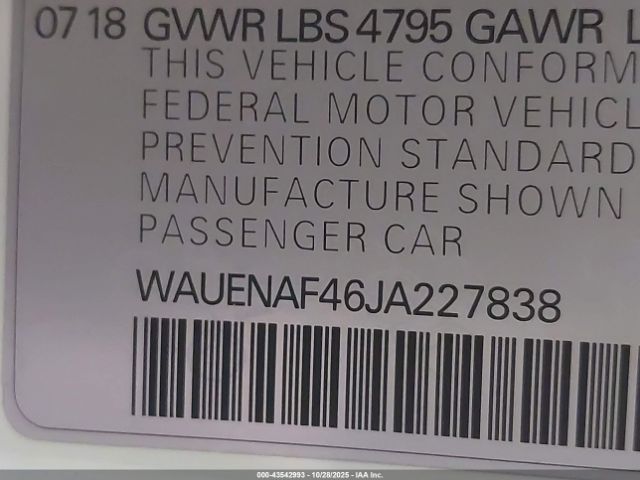 07 18 GVWR LBS 4795 GAWR L
THIS VEHICLE CONFORM
FEDERAL MOTOR VEHICL
PREVENTION STANDARD
MANUFACTURE SHOWN
PASSENGER CAR
WAUENAF46JA227838
000-43542993 - 10/28/2025 - IAA Inc.